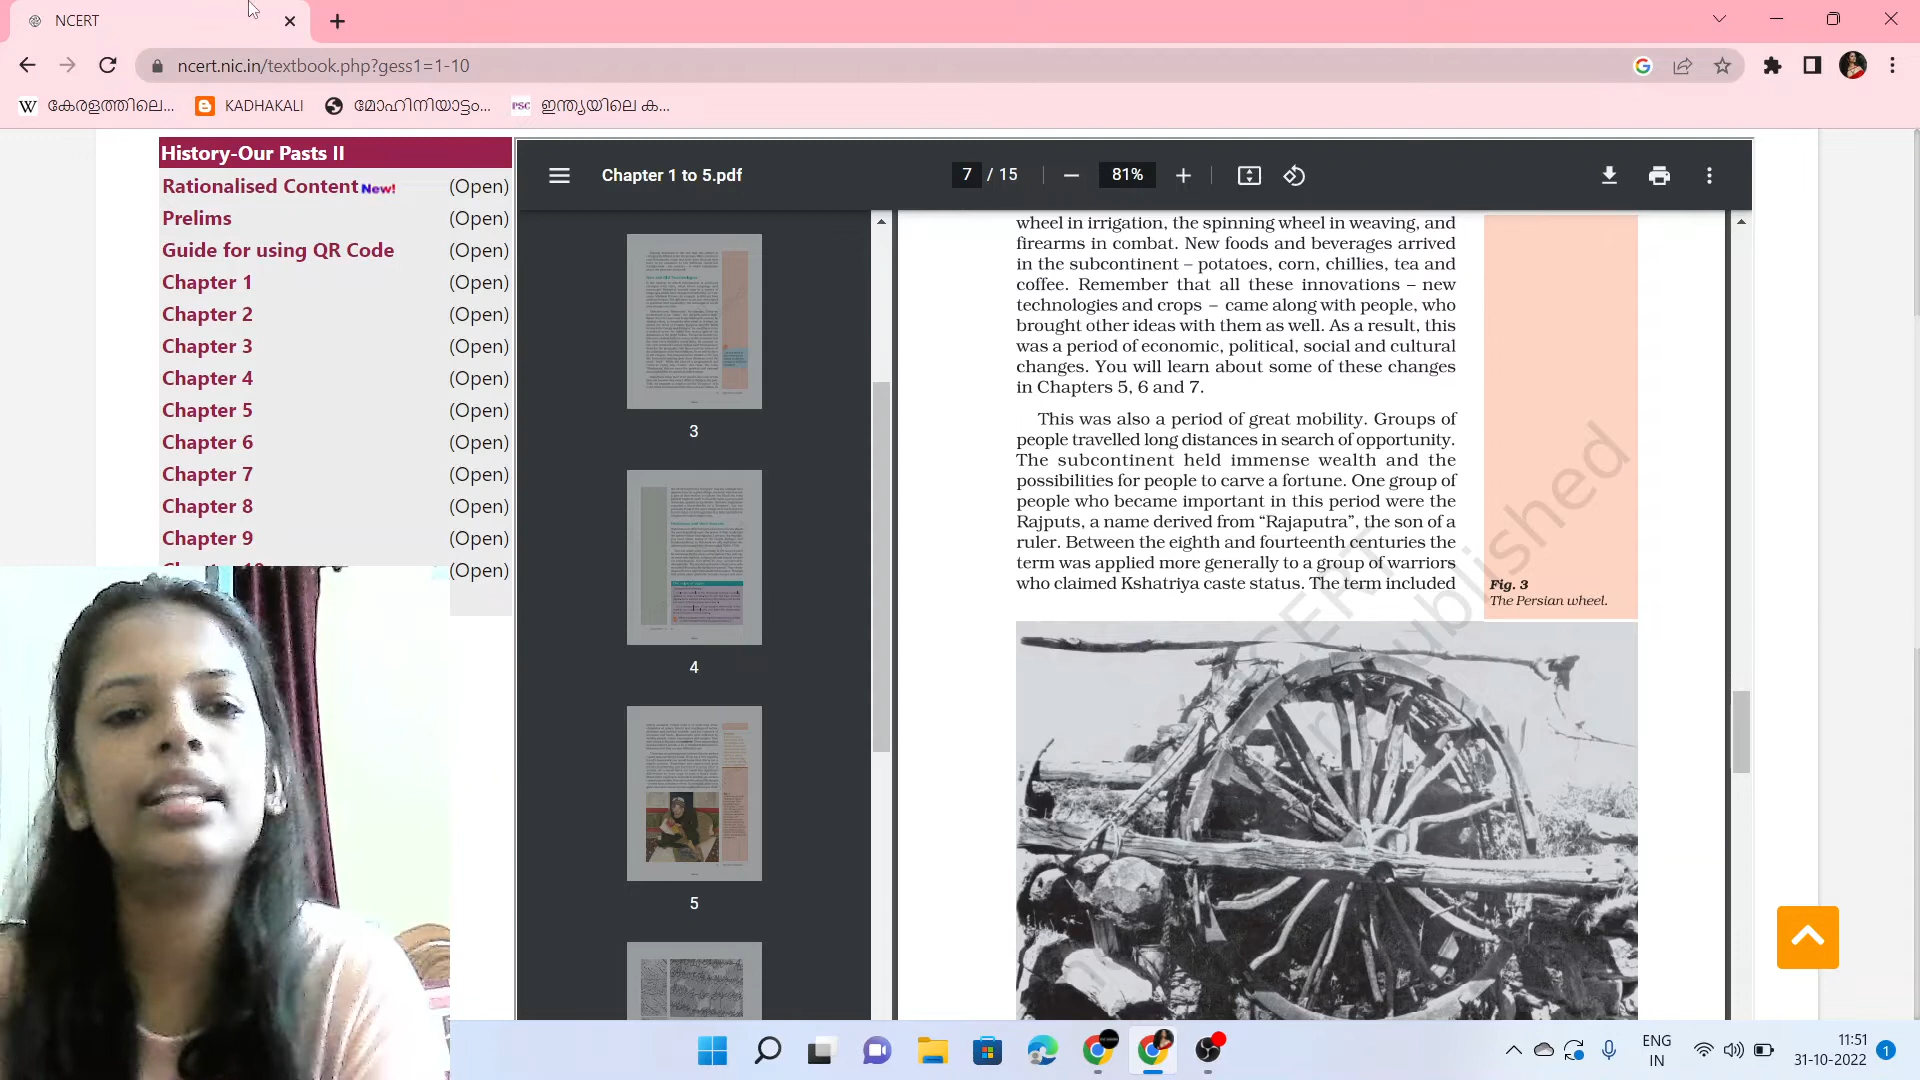 NCERT
ncert.nic.in/textbook.php?gess1=1-10
കേരളത്തിലെ...
KADHAKALI
മോഹിനിയാട്ടം...
PSC
ഇന്ത്യയിലെ ക...
History-Our Pasts II
Rationalised Content New! (Open)
Prelims (Open)
Guide for using QR Code (Open)
Chapter 1 (Open)
Chapter 2 (Open)
Chapter 3 (Open)
Chapter 4 (Open)
Chapter 5 (Open)
Chapter 6 (Open)
Chapter 7 (Open)
Chapter 8 (Open)
Chapter 9 (Open)
(Open)
Chapter 1 to 5.pdf
7 / 15
81%
3
4
5
wheel in irrigation, the spinning wheel in weaving, and
firearms in combat. New foods and beverages arrived
in the subcontinent – potatoes, corn, chillies, tea and
coffee. Remember that all these innovations – new
technologies and crops – came along with people, who
brought other ideas with them as well. As a result, this
was a period of economic, political, social and cultural
changes. You will learn about some of these changes
in Chapters 5, 6 and 7.
This was also a period of great mobility. Groups of
people travelled long distances in search of opportunity.
The subcontinent held immense wealth and the
possibilities for people to carve a fortune. One group of
people who became important in this period were the
Rajputs, a name derived from “Rajaputra”, the son of a
ruler. Between the eighth and fourteenth centuries the
term was applied more generally to a group of warriors
who claimed Kshatriya caste status. The term included
Fig. 3
The Persian wheel.
ENG
IN
11:51
31-10-2022
1